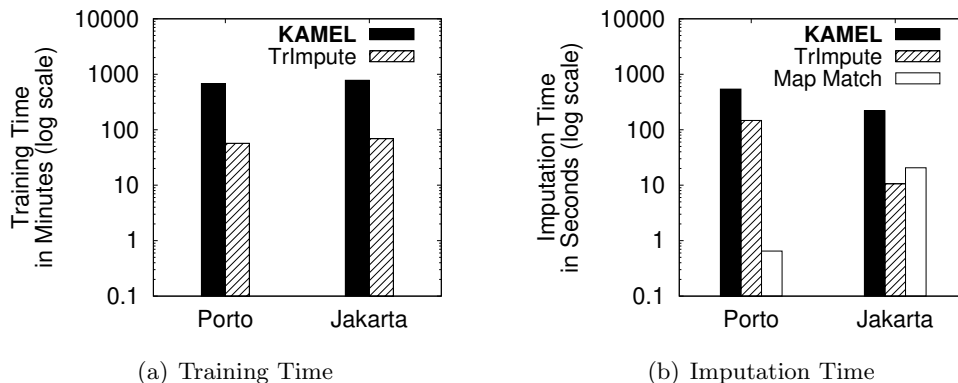 Training Time
in Minutes (log scale)
10000
1000
100
10
1
0.1
KAMEL
TrImpute
Porto
Jakarta
(a) Training Time
Imputation Time
in Seconds (log scale)
10000
1000
100
10
1
0.1
KAMEL
TrImpute
Map Match
Porto
Jakarta
(b) Imputation Time